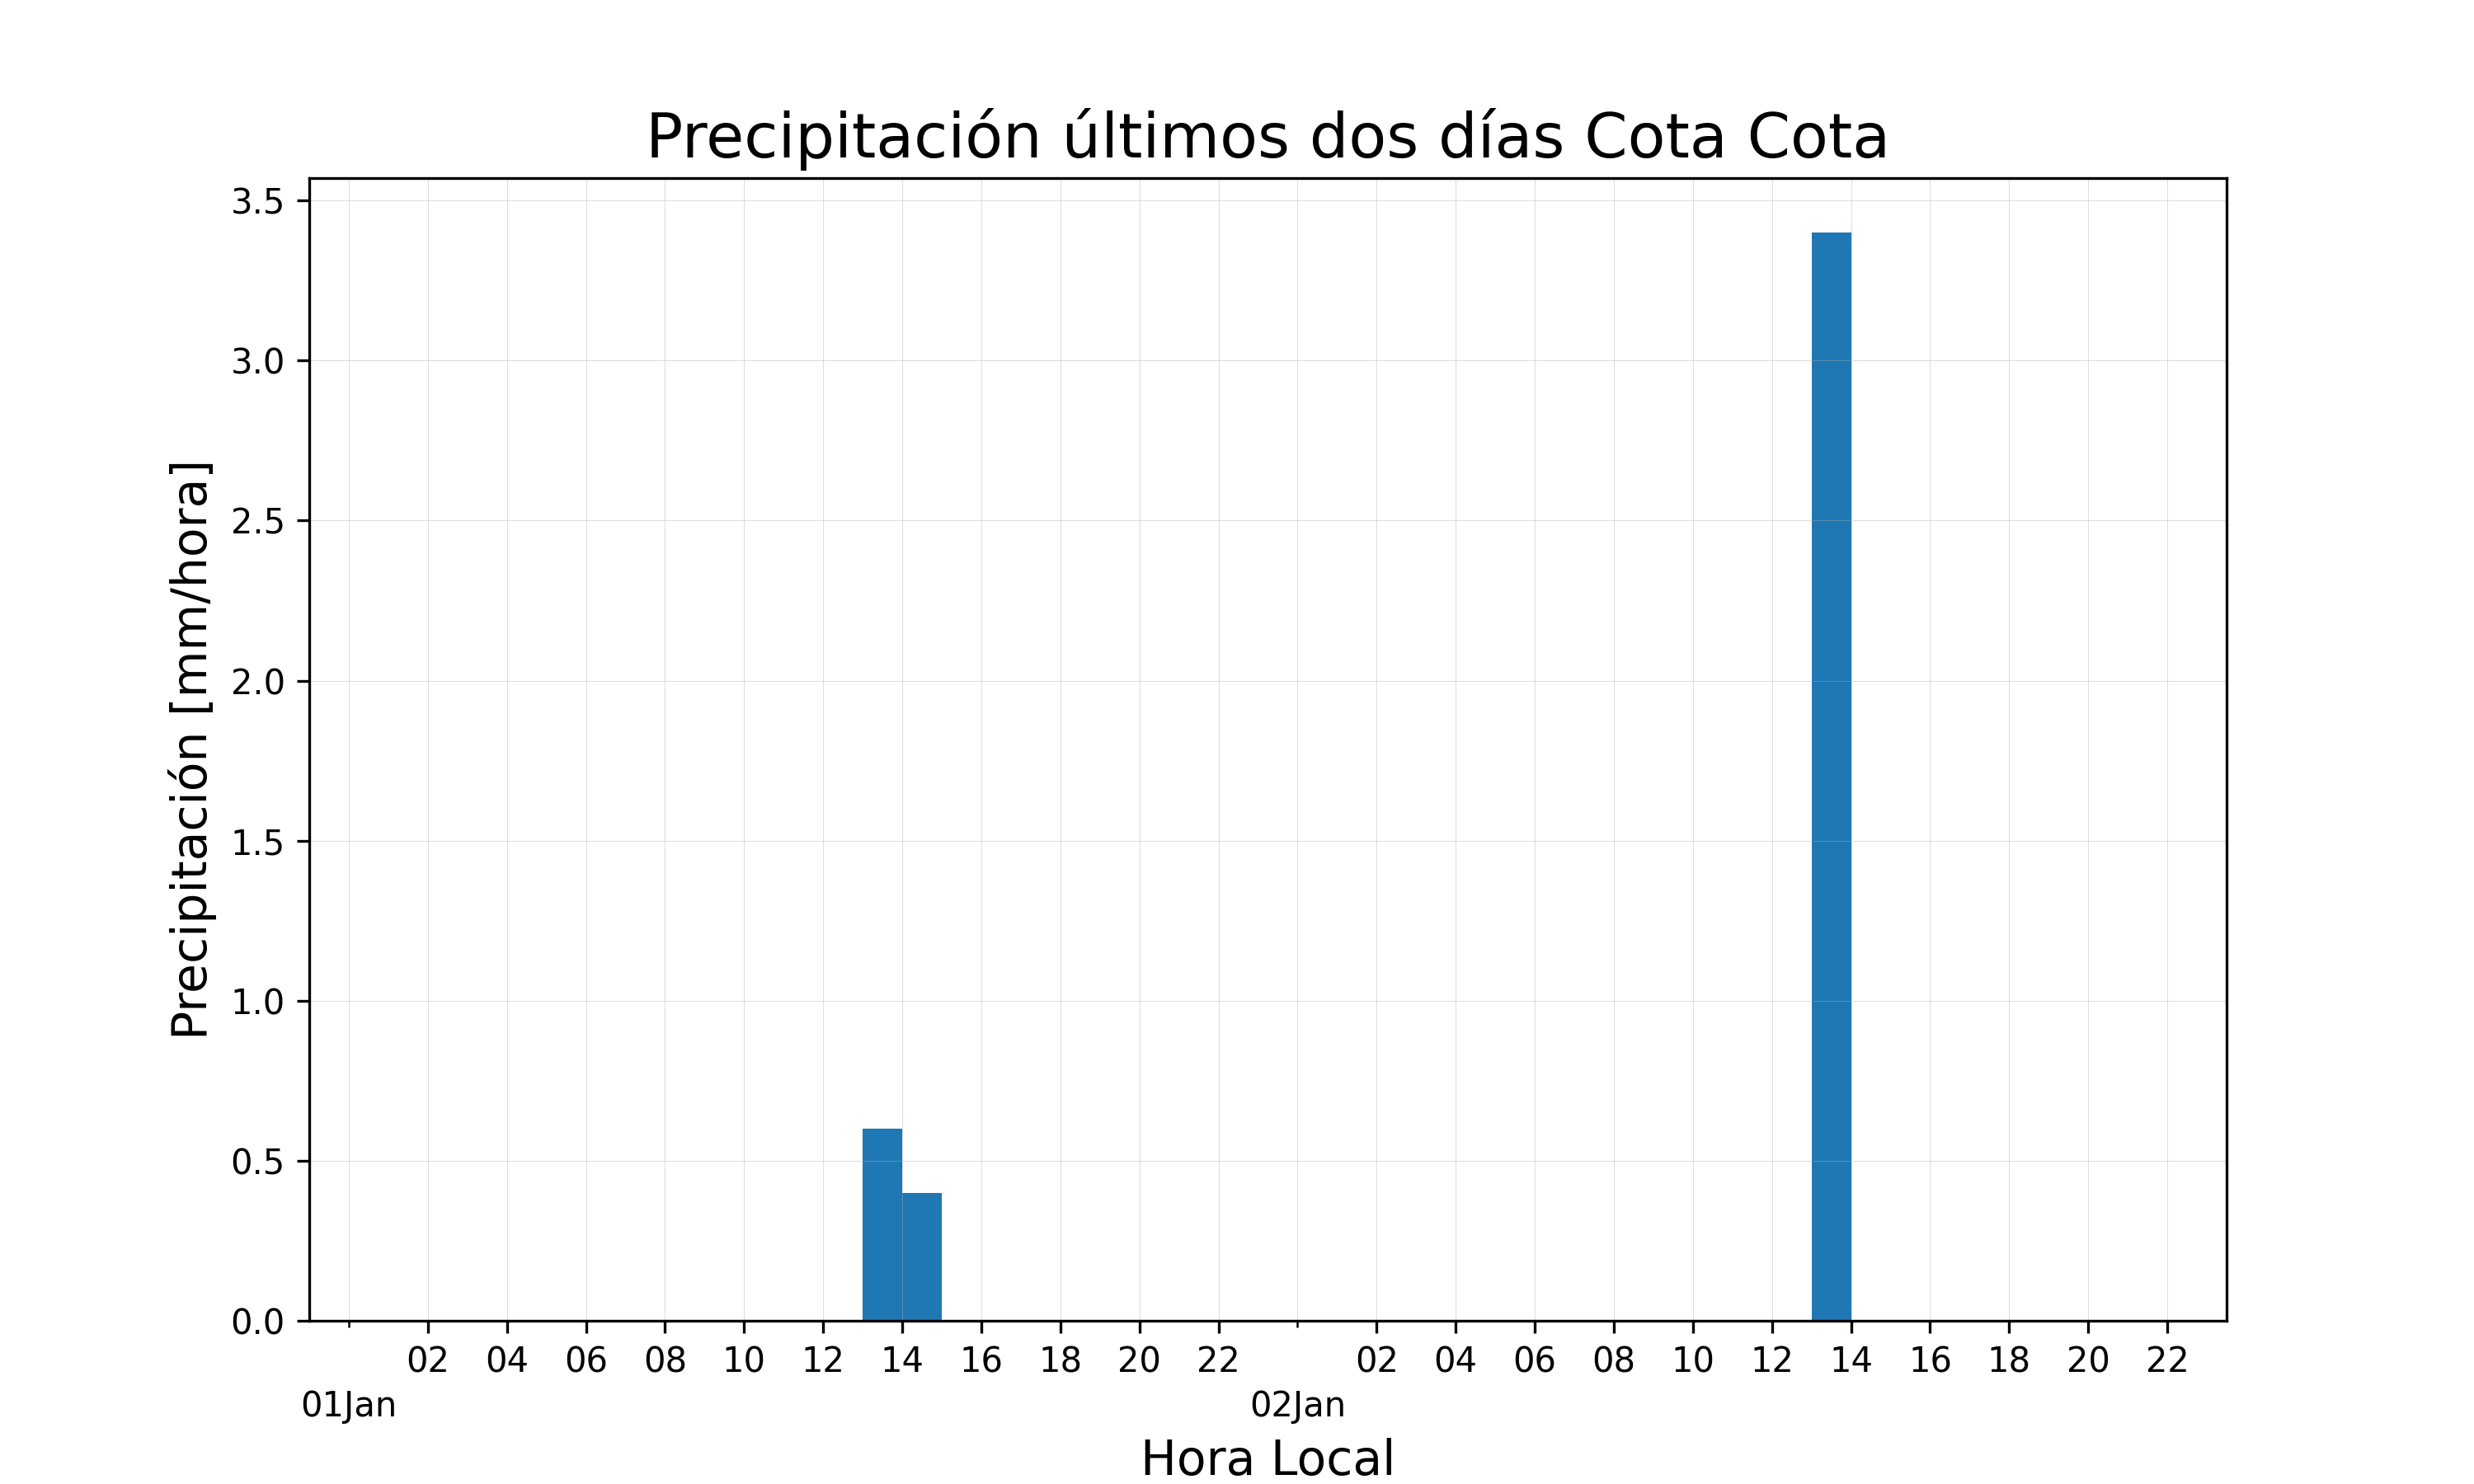 Precipitación últimos dos días Cota Cota
Precipitación [mm/hora]
3.5
3.0
2.5
2.0
1.5
1.0
0.5
0.0
02 04 06 08 10 12 14 16 18 20 22 02 04 06 08 10 12 14 16 18 20 22
01Jan 02Jan
Hora Local